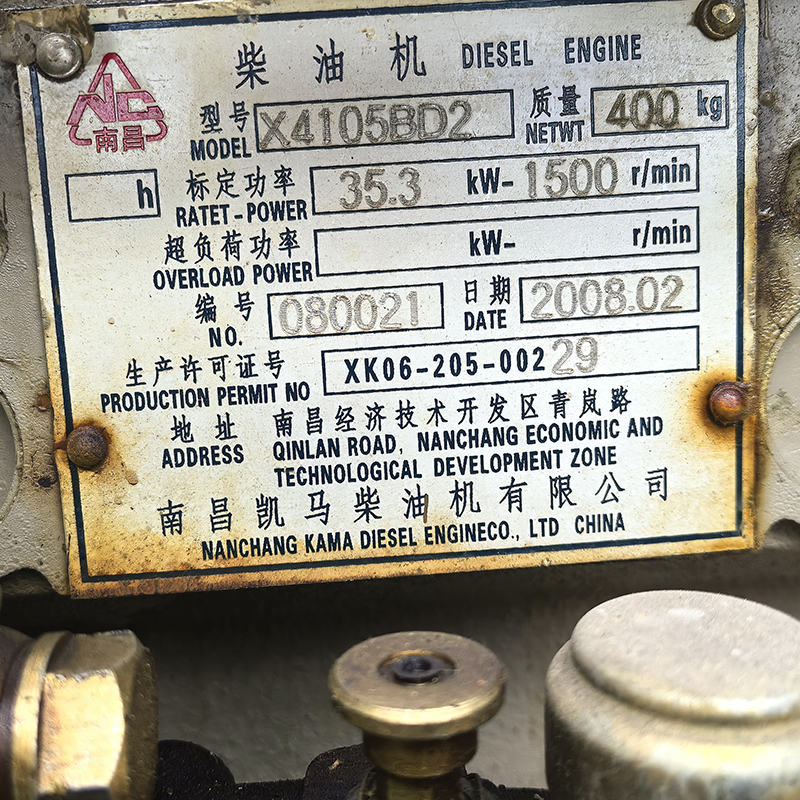 柴油机 DIESEL ENGINE
NC
南昌
型号 X4105BD2 质量 400 kg
MODEL NETWT
h 标定功率 35.3 kW- 1500 r/min
RATET-POWER
超负荷功率 kW- r/min
OVERLOAD POWER
编号 080021 日期 2008.02
NO. DATE
生产许可证号 XK06-205-00229
PRODUCTION PERMIT NO
地址 南昌经济技术开发区青岚路
ADDRESS QINLAN ROAD, NANCHANG ECONOMIC AND
TECHNOLOGICAL DEVELOPMENT ZONE
南昌凯马柴油机有限公司
NANCHANG KAMA DIESEL ENGINECO., LTD CHINA